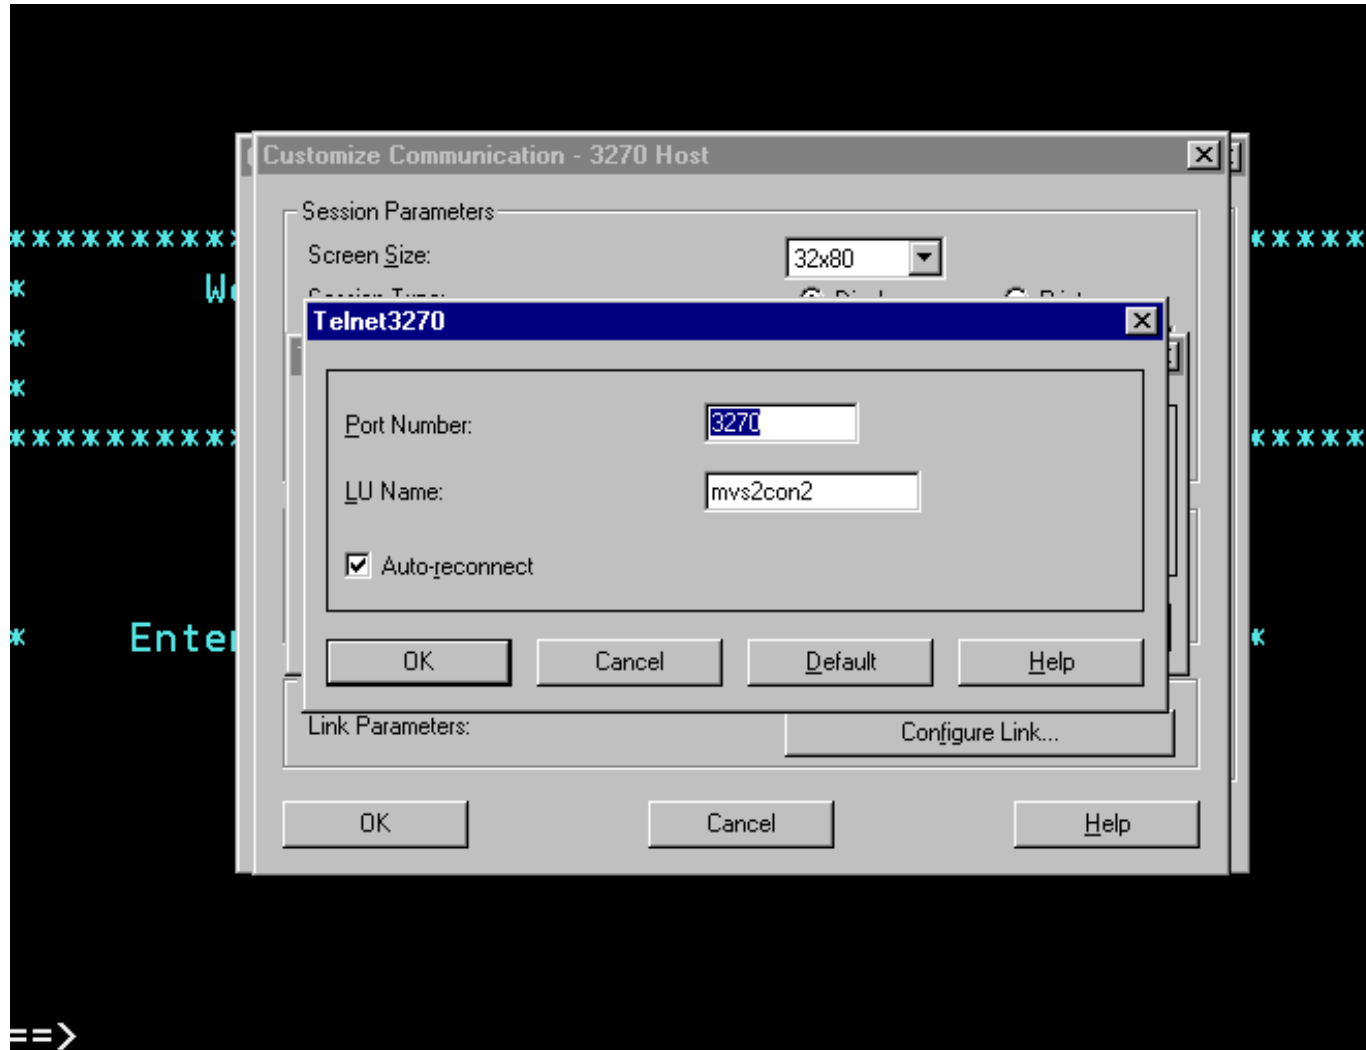 Customize Communication - 3270 Host
Session Parameters
***********
*****
Screen Size:
32x80
*
*
*
Telnet3270
Port Number:
3270
***********
*****
LU Name:
mvs2con2
Auto-reconnect
* Enter
*
OK
Cancel
Default
Help
Link Parameters:
Configure Link...
OK
Cancel
Help
==>